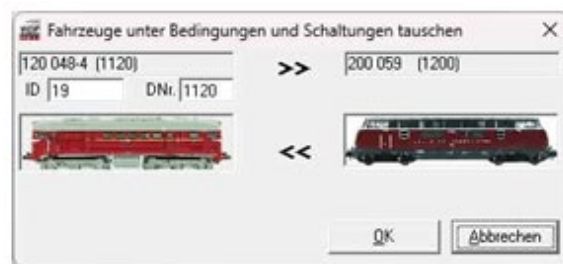 Fahrzeuge unter Bedingungen und Schaltungen tauschen
120 048-4 (1120) >> 200 059 (1200)
ID 19 DNr. 1120
<<
OK Abbrechen